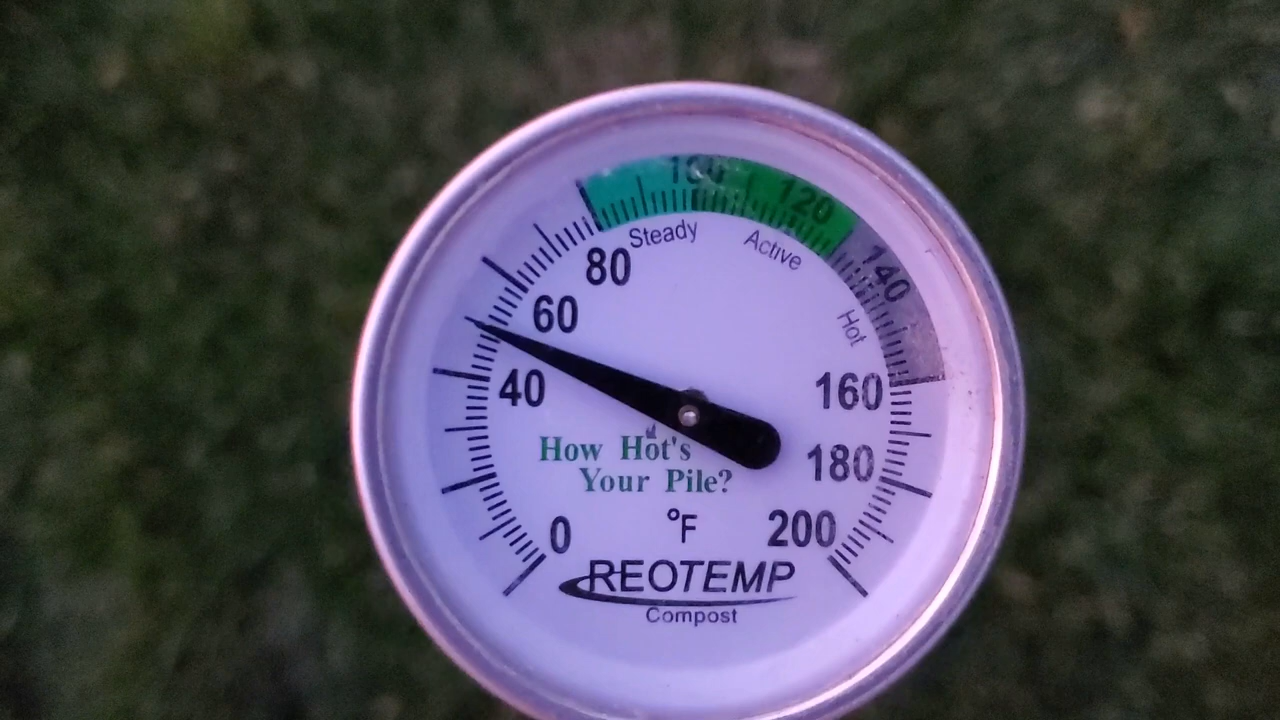 100
120
Steady
Active
80
140
60
Hot
40
160
How Hot's
Your Pile?
180
0
°F
200
REOTEMP
Compost